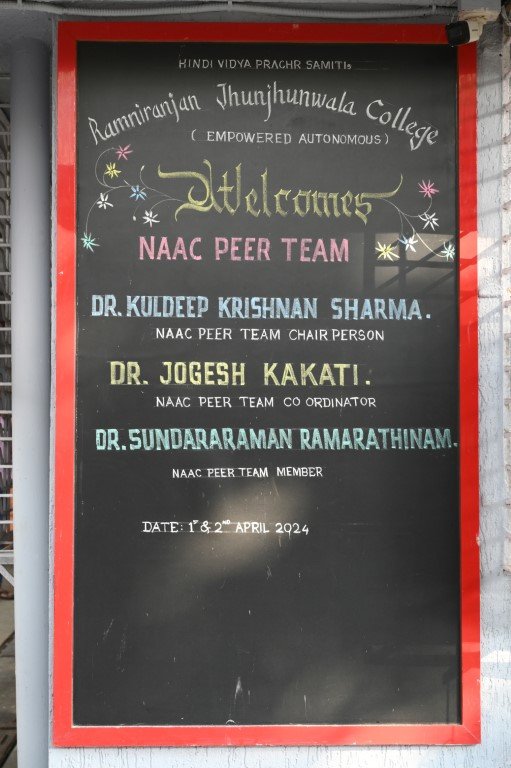 HINDI VIDYA PRACHR SAMITI's
Ramniranjan Jhunjhunwala College
( EMPOWERED AUTONOMOUS )
Welcomes
NAAC PEER TEAM
DR. KULDEEP KRISHNAN SHARMA.
NAAC PEER TEAM CHAIR PERSON
DR. JOGESH KAKATI.
NAAC PEER TEAM CO ORDINATOR
DR. SUNDARARAMAN RAMARATHINAM.
NAAC PEER TEAM MEMBER
DATE: 1st & 2nd APRIL 2024